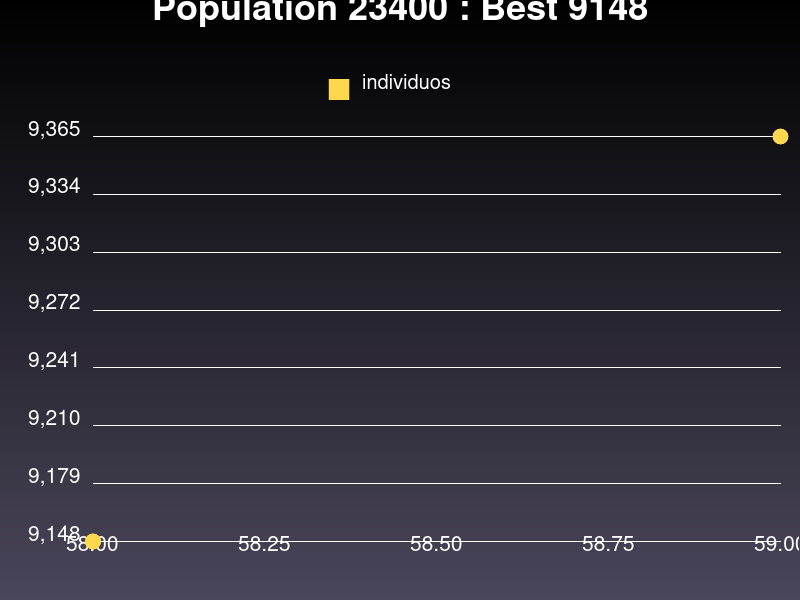 Population 23400 : Best 9148
individuos
9,365
9,334
9,303
9,272
9,241
9,210
9,179
9,148
58.00 58.25 58.50 58.75 59.00